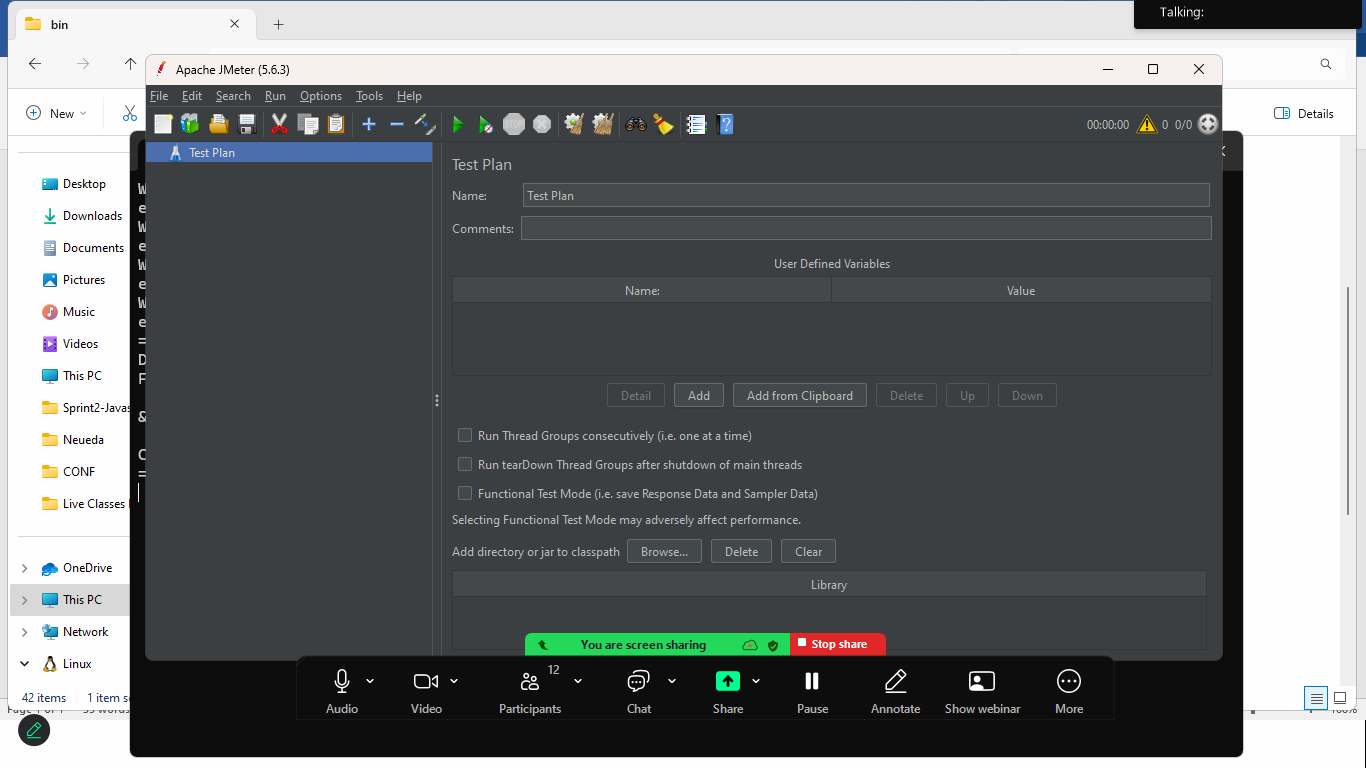 bin
Talking:
New
Details
Apache JMeter (5.6.3)
File Edit Search Run Options Tools Help
STOP
00:00:00 0 0/0
Test Plan
Test Plan
Name: Test Plan
Comments:
User Defined Variables
Name: Value
Detail Add Add from Clipboard Delete Up Down
Run Thread Groups consecutively (i.e. one at a time)
Run tearDown Thread Groups after shutdown of main threads
Functional Test Mode (i.e. save Response Data and Sampler Data)
Selecting Functional Test Mode may adversely affect performance.
Add directory or jar to classpath Browse... Delete Clear
Library
Desktop
Downloads
Documents
Pictures
Music
Videos
This PC
Sprint2-Javas
Neueda
CONF
Live Classes
OneDrive
This PC
Network
Linux
42 items 1 item se
W
e
W
e
W
e
W
e
=
D
F
&
C
=
You are screen sharing Stop share
12
Audio Video Participants Chat Share Pause Annotate Show webinar More